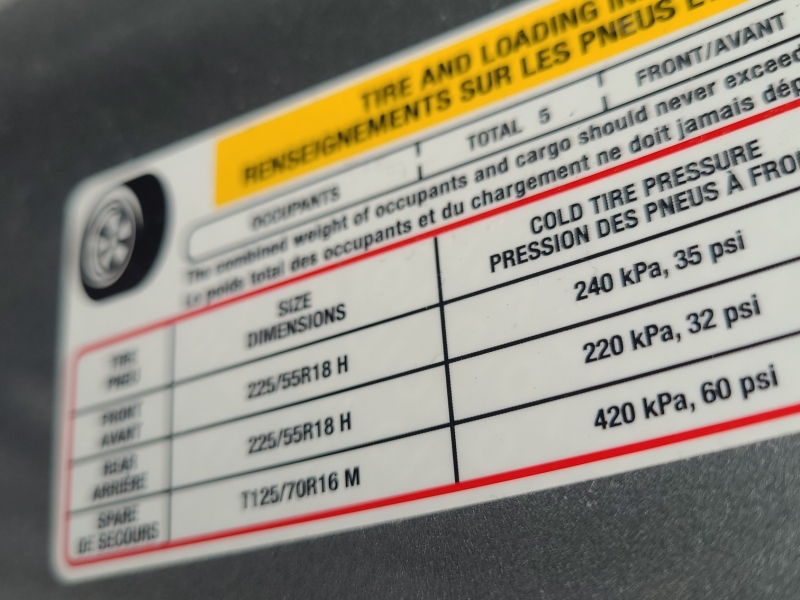 TIRE AND LOADING
RENSEIGNEMENTS SUR LES PNEUS
OCCUPANTS TOTAL 5 FRONT/AVANT
The combined weight of occupants and cargo should never exceed
Le poids total des occupants et du chargement ne doit jamais
TIRE
PNEU
SIZE
DIMENSIONS
COLD TIRE PRESSURE
PRESSION DES PNEUS À
FRONT
AVANT
225/55R18 H
240 kPa, 35 psi
REAR
ARRIÈRE
225/55R18 H
220 kPa, 32 psi
SPARE
DE SECOURS
T125/70R16 M
420 kPa, 60 psi